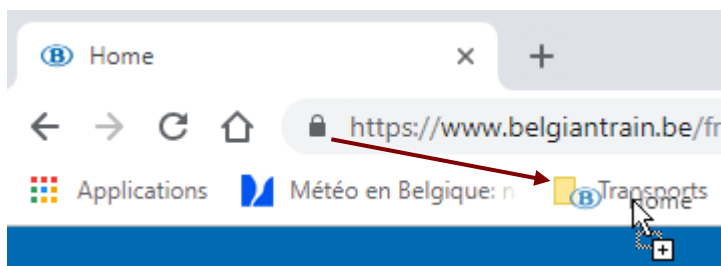 B Home
https://www.belgiantrain.be/fr
Applications Météo en Belgique: B Transports
Home